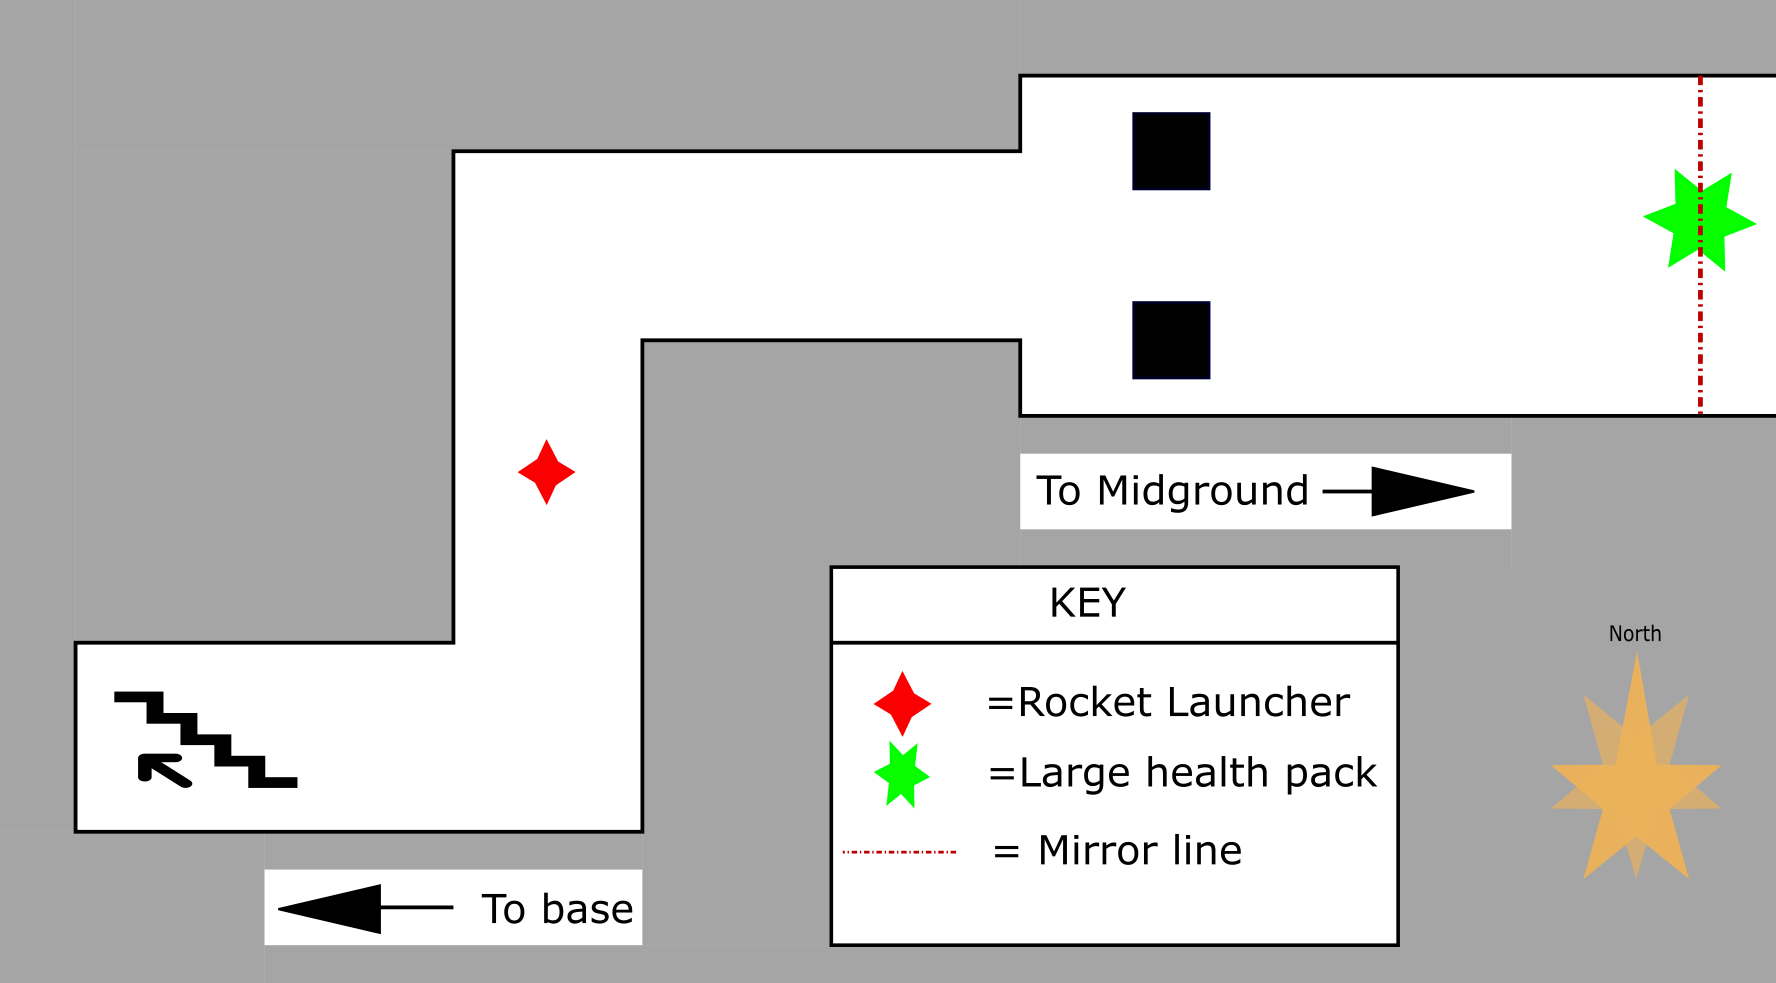 To Midground
KEY
=Rocket Launcher
=Large health pack
= Mirror line
North
To base